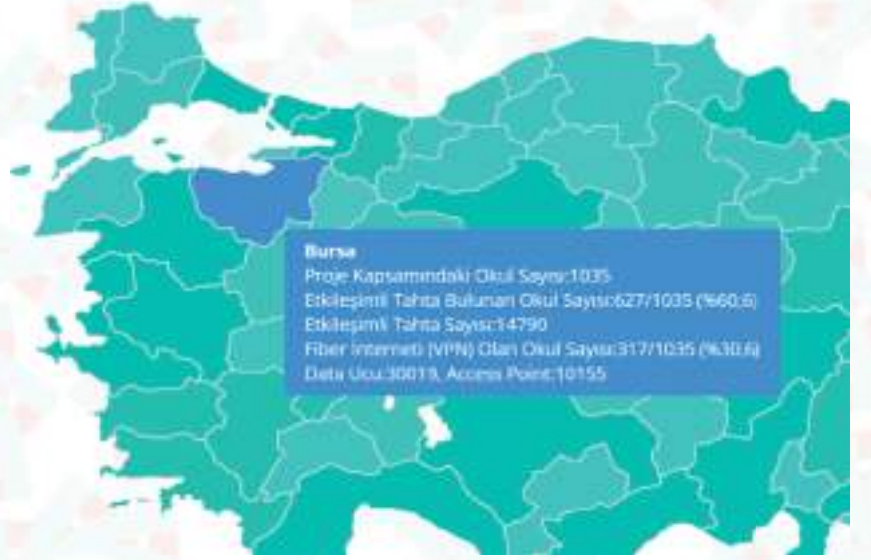 Bursa
Proje Kapsamındaki Okul Sayısı:1035
Etkileşimli Tahta Bulunan Okul Sayısı:627/1035 (%60,6)
Etkileşimli Tahta Sayısı:14790
Fiber İnterneti (VPN) Olan Okul Sayısı:317/1035 (%30,6)
Data Ucu:30019, Access Point:10155